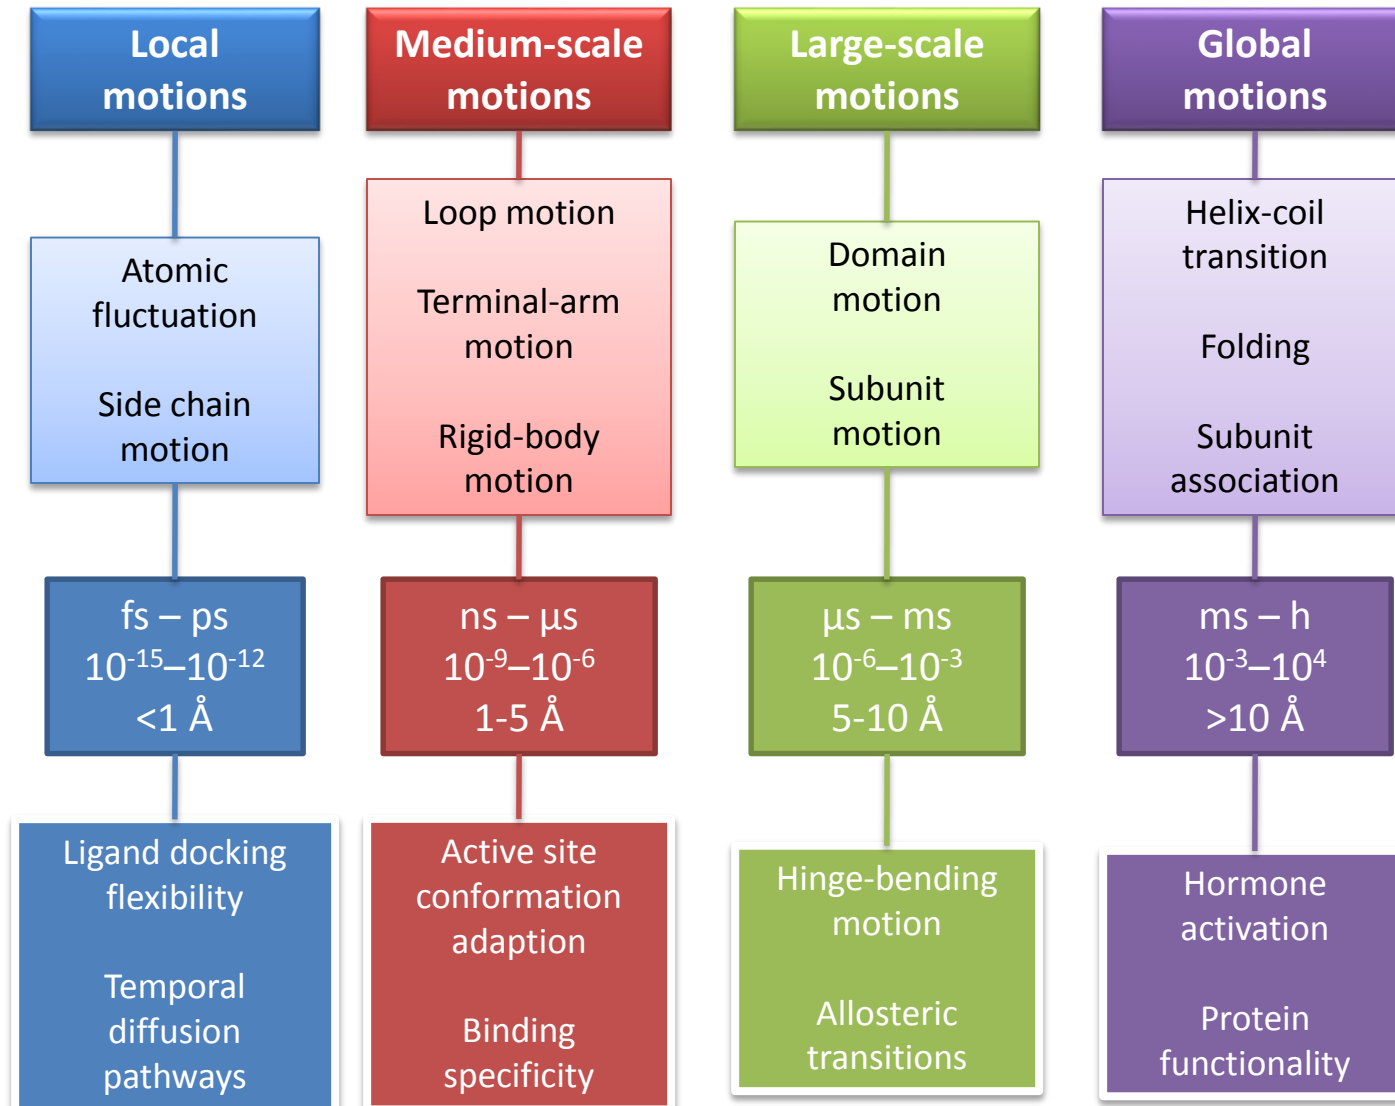 Local
motions
Atomic
fluctuation
Side chain
motion
fs – ps
10⁻¹⁵–10⁻¹²
<1 Å
Ligand docking
flexibility
Temporal
diffusion
pathways
Medium-scale
motions
Loop motion
Terminal-arm
motion
Rigid-body
motion
ns – μs
10⁻⁹–10⁻⁶
1-5 Å
Active site
conformation
adaption
Binding
specificity
Large-scale
motions
Domain
motion
Subunit
motion
μs – ms
10⁻⁶–10⁻³
5-10 Å
Hinge-bending
motion
Allosteric
transitions
Global
motions
Helix-coil
transition
Folding
Subunit
association
ms – h
10⁻³–10⁴
>10 Å
Hormone
activation
Protein
functionality